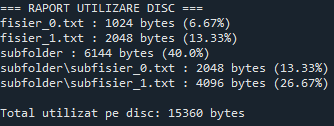 === RAPORT UTILIZARE DISC ===
fisier_0.txt : 1024 bytes (6.67%)
fisier_1.txt : 2048 bytes (13.33%)
subfolder : 6144 bytes (40.0%)
subfolder\subfisier_0.txt : 2048 bytes (13.33%)
subfolder\subfisier_1.txt : 4096 bytes (26.67%)
Total utilizat pe disc: 15360 bytes